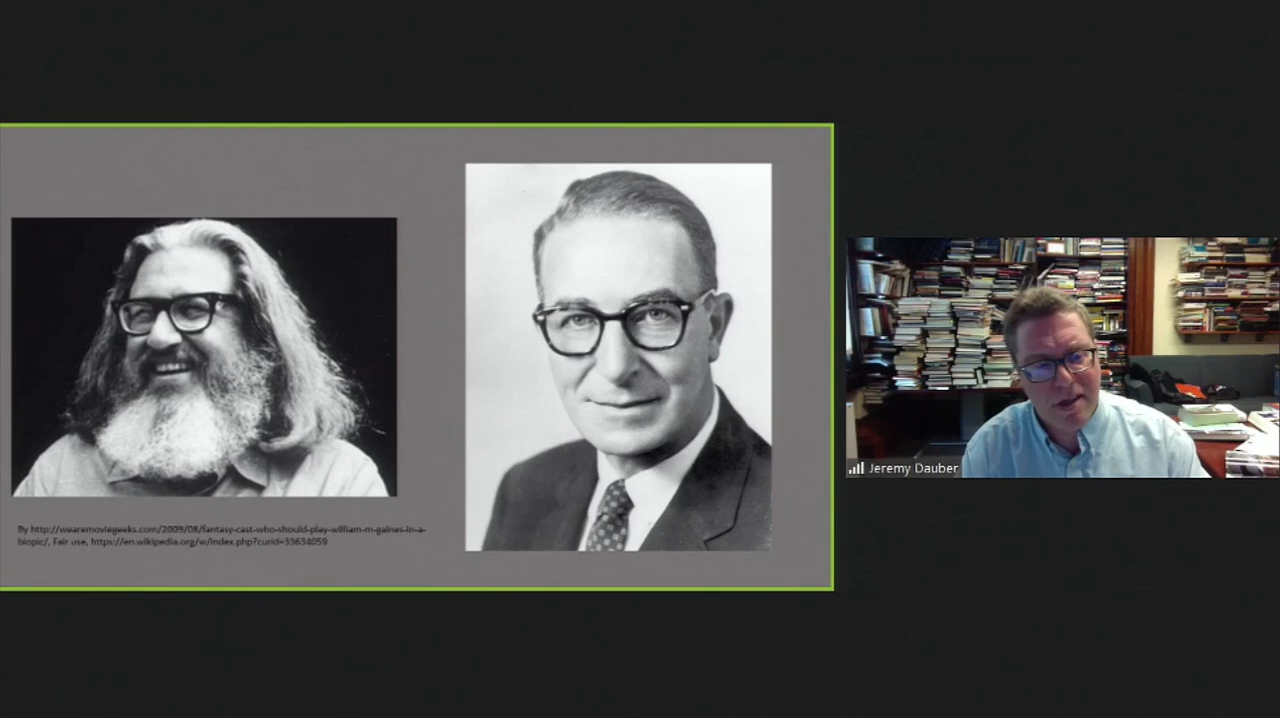 By http://wearemoviegeeks.com/2009/08/fantasy-cast-who-should-play-william-m-gaines-in-a-
biopic/, Fair use, https://en.wikipedia.org/w/index.php?curid=33634059
Jeremy Dauber